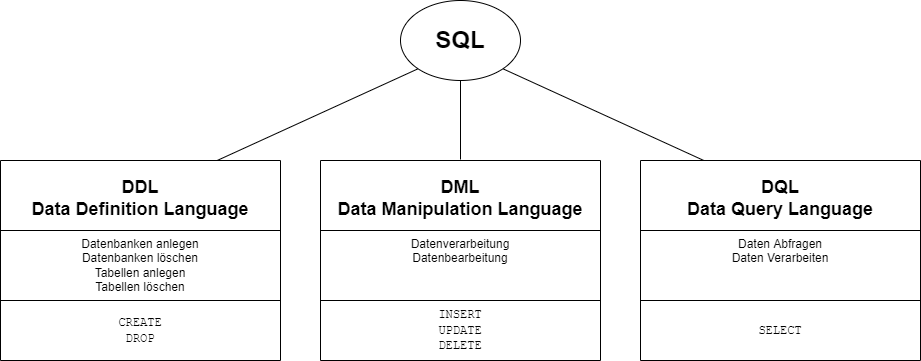 SQL
DDL
Data Definition Language
Datenbanken anlegen
Datenbanken löschen
Tabellen anlegen
Tabellen löschen
CREATE
DROP
DML
Data Manipulation Language
Datenverarbeitung
Datenbearbeitung
INSERT
UPDATE
DELETE
DQL
Data Query Language
Daten Abfragen
Daten Verarbeiten
SELECT